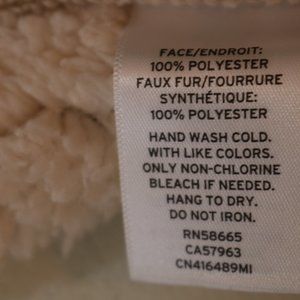 FACE/ENDROIT:
100% POLYESTER
FAUX FUR/FOURRURE
SYNTHÉTIQUE:
100% POLYESTER
HAND WASH COLD.
WITH LIKE COLORS.
ONLY NON-CHLORINE
BLEACH IF NEEDED.
HANG TO DRY.
DO NOT IRON.
RN58665
CA57963
CN416489MI